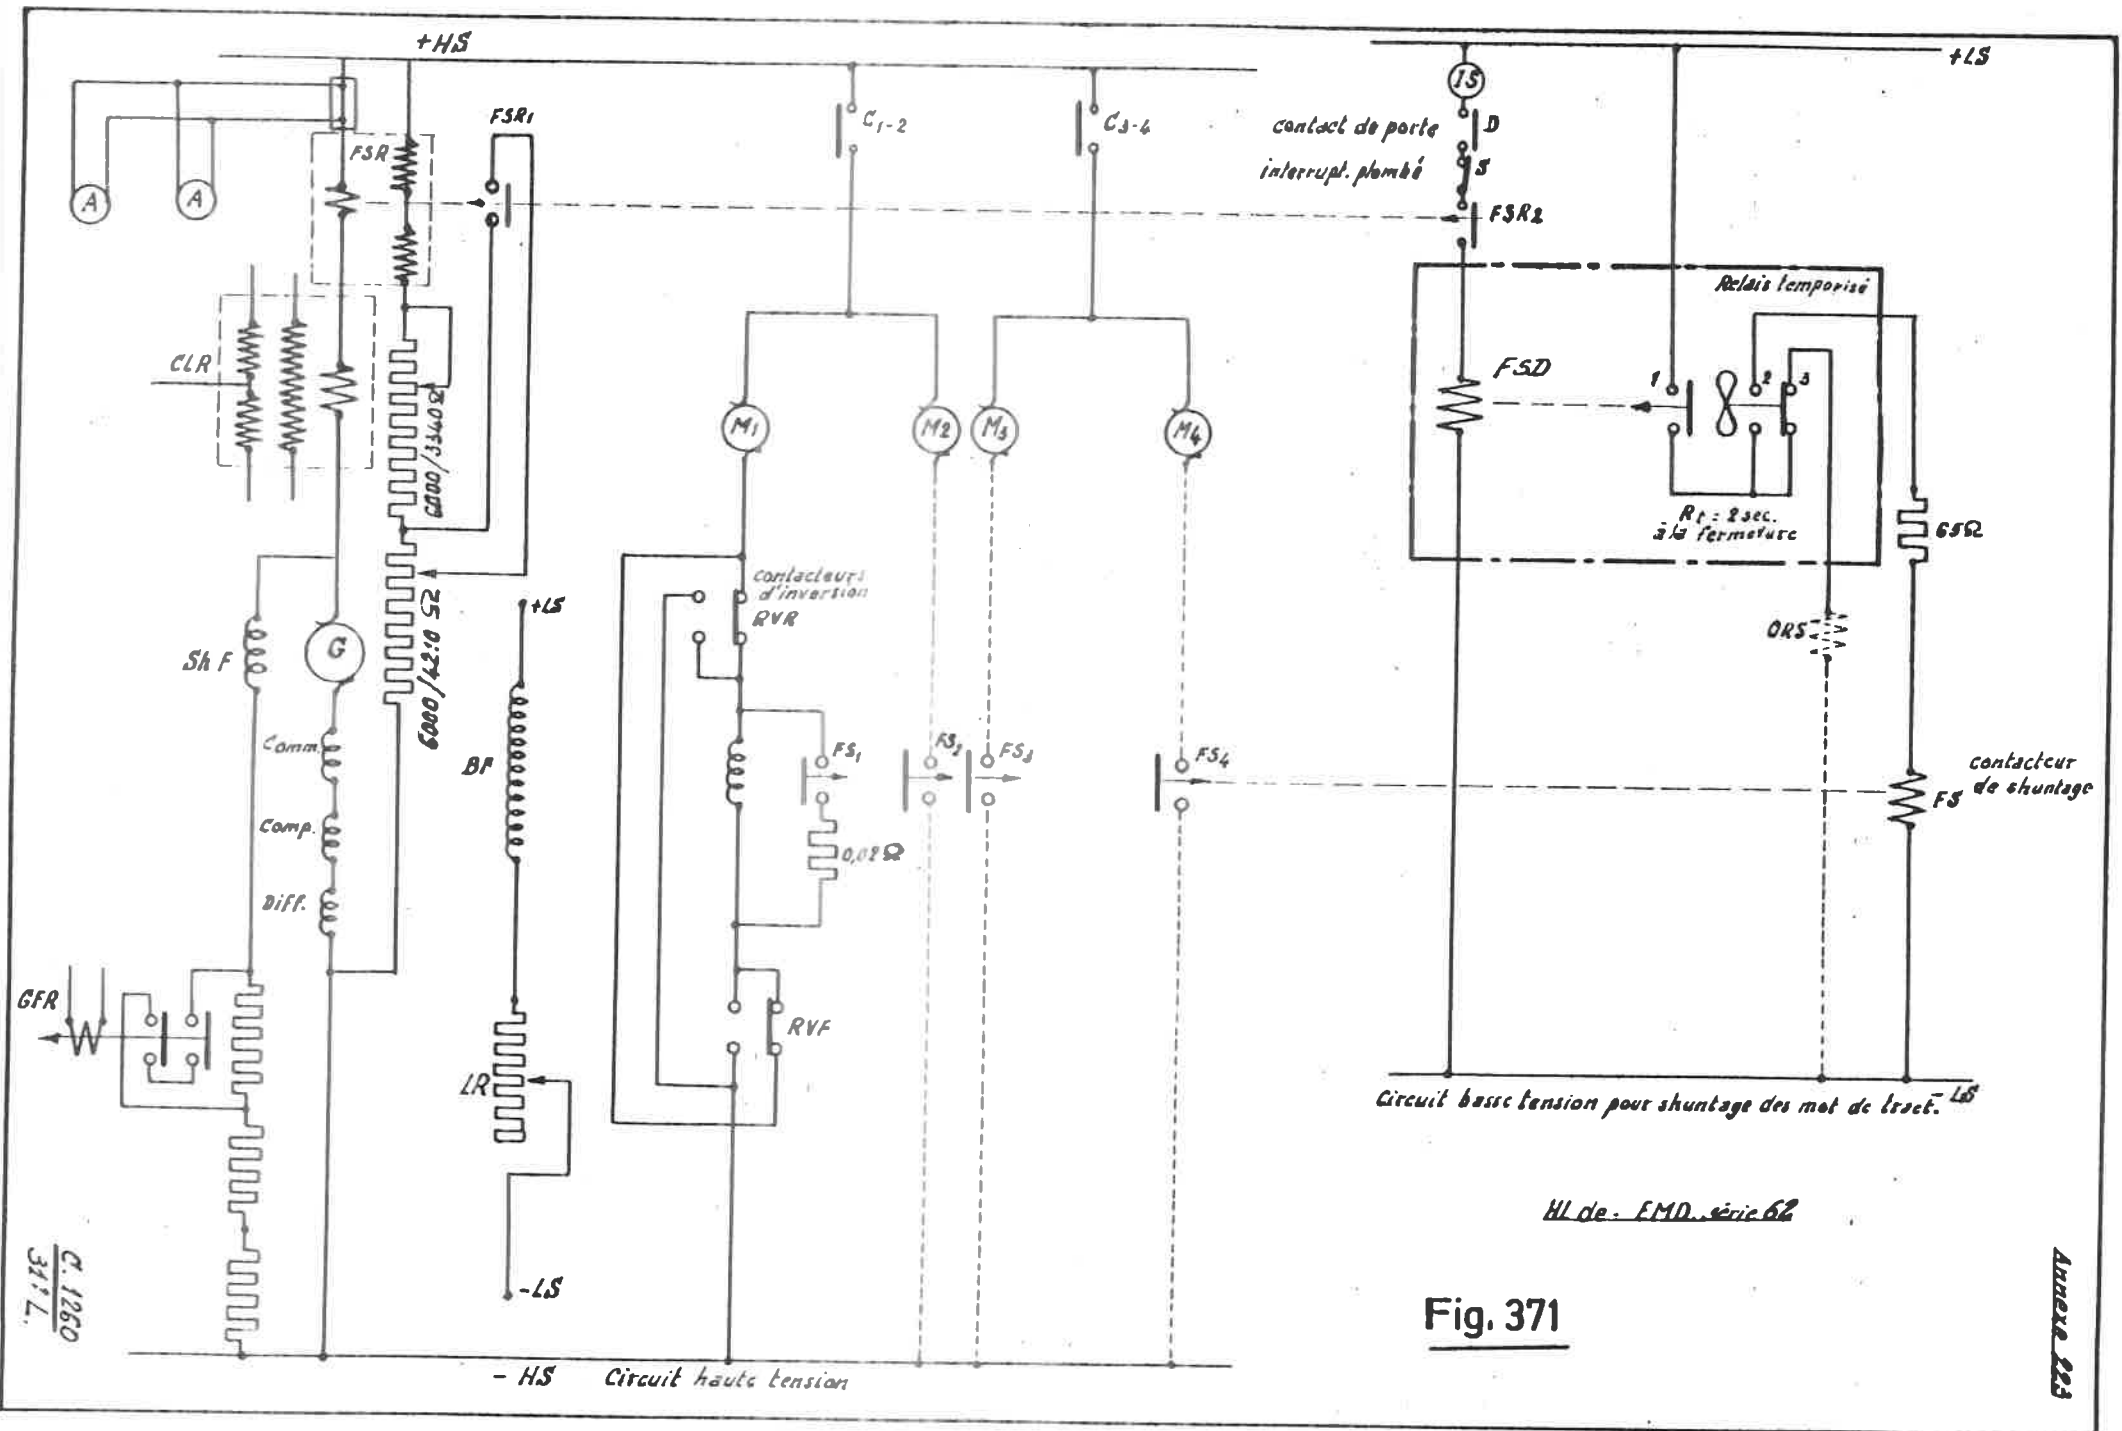 +HS
+LS
IS
FSR1
C1-2
C3-4
contact de porte
D
interrupt. plombé
S
FSR
A
A
FSR2
Relais temporisé
CLR
FSD
1
2
3
6000/3340Ω
M1
M2
M3
M4
Rt = 2 sec.
à la fermeture
65Ω
contacteurs
d'inversion
RVR
+LS
6000/4210 Ω
Sh F
G
ORS
Comm.
BF
FS1
FS2
FS3
FS4
contacteur
de shuntage
FS
Comp.
0,02Ω
Diff.
GFR
RVF
LR
Circuit basse tension pour shuntage des mot de tract.
- LS
HL de. EMD. série 62
C. 1260
31! L.
-LS
Fig. 371
Annexe 223
- HS
Circuit haute tension